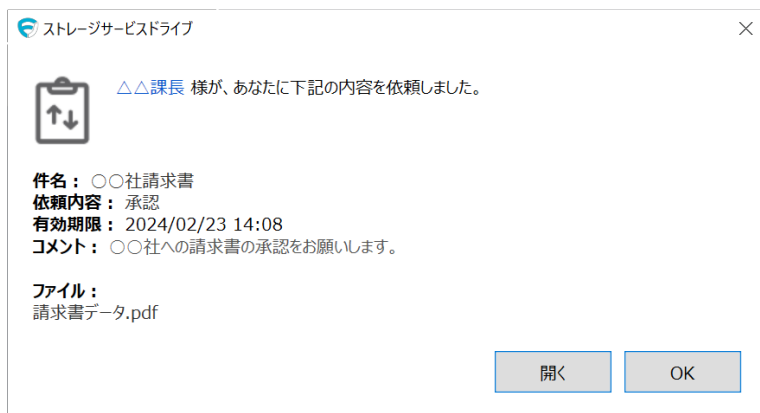 ストレージサービスドライブ
△△課長 様が、あなたに下記の内容を依頼しました。
件名： 〇〇社請求書
依頼内容： 承認
有効期限： 2024/02/23 14:08
コメント： 〇〇社への請求書の承認をお願いします。
ファイル：
請求書データ.pdf
開く
OK